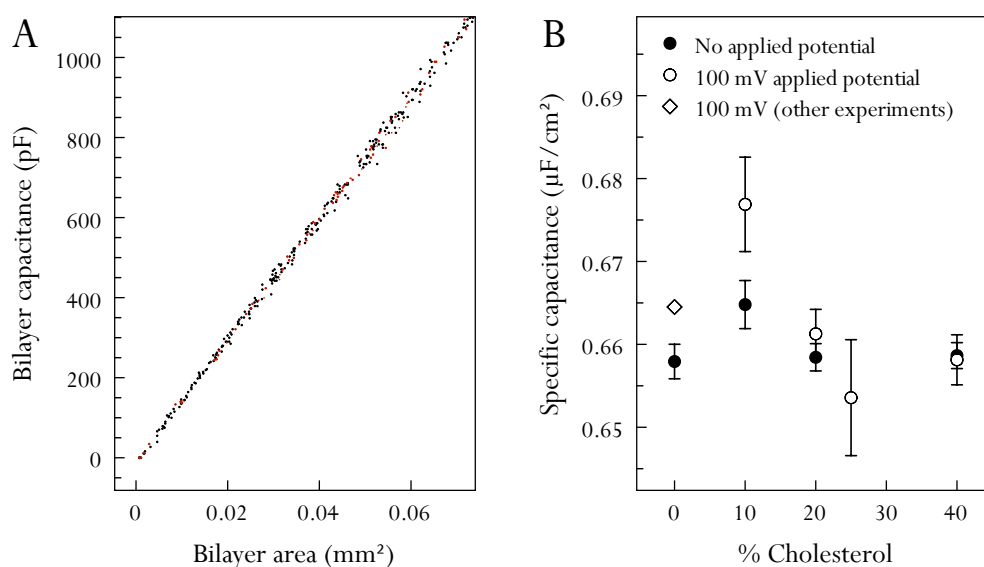 A
Bilayer capacitance (pF)
1000
800
600
400
200
0
0 0.02 0.04 0.06
Bilayer area (mm²)
B
No applied potential
100 mV applied potential
100 mV (other experiments)
Specific capacitance (µF/cm²)
0.69
0.68
0.67
0.66
0.65
0 10 20 30 40
% Cholesterol